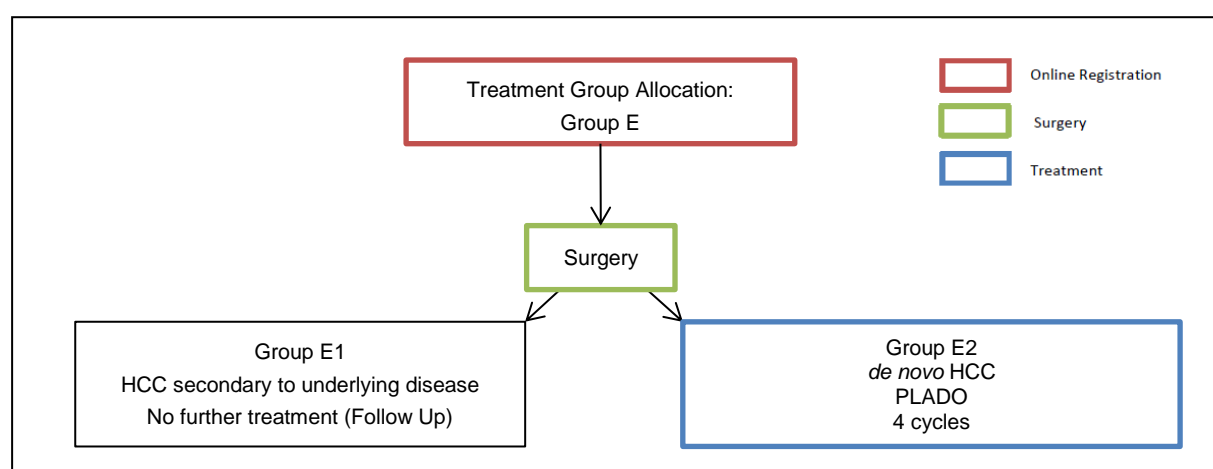 Treatment Group Allocation:
Group E
Online Registration
Surgery
Treatment
Surgery
Group E1
HCC secondary to underlying disease
No further treatment (Follow Up)
Group E2
de novo HCC
PLADO
4 cycles